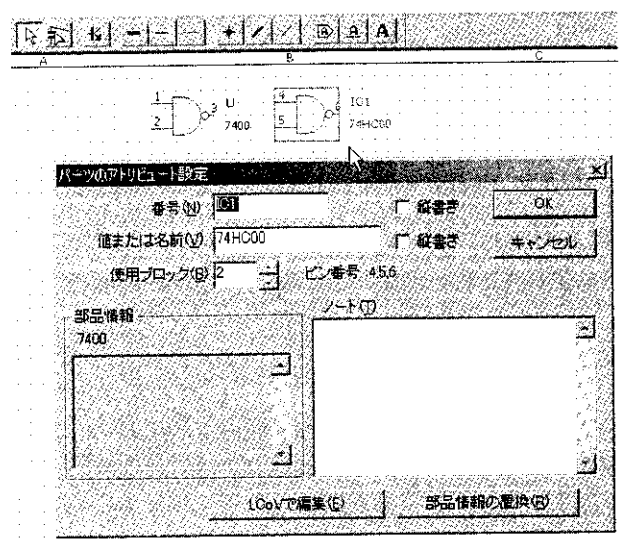 A B C
1 2 3 U 7400
4 5 6 IC1 74HC00
パーツのアトリビュート設定
番号(N) IC1 縦書き OK
値または名前(V) 74HC00 縦書き キャンセル
使用ブロック(B) 2 ピン番号 4,5,6
部品情報 ノート(T)
7400
LCoVで編集(E) 部品情報の置換(R)